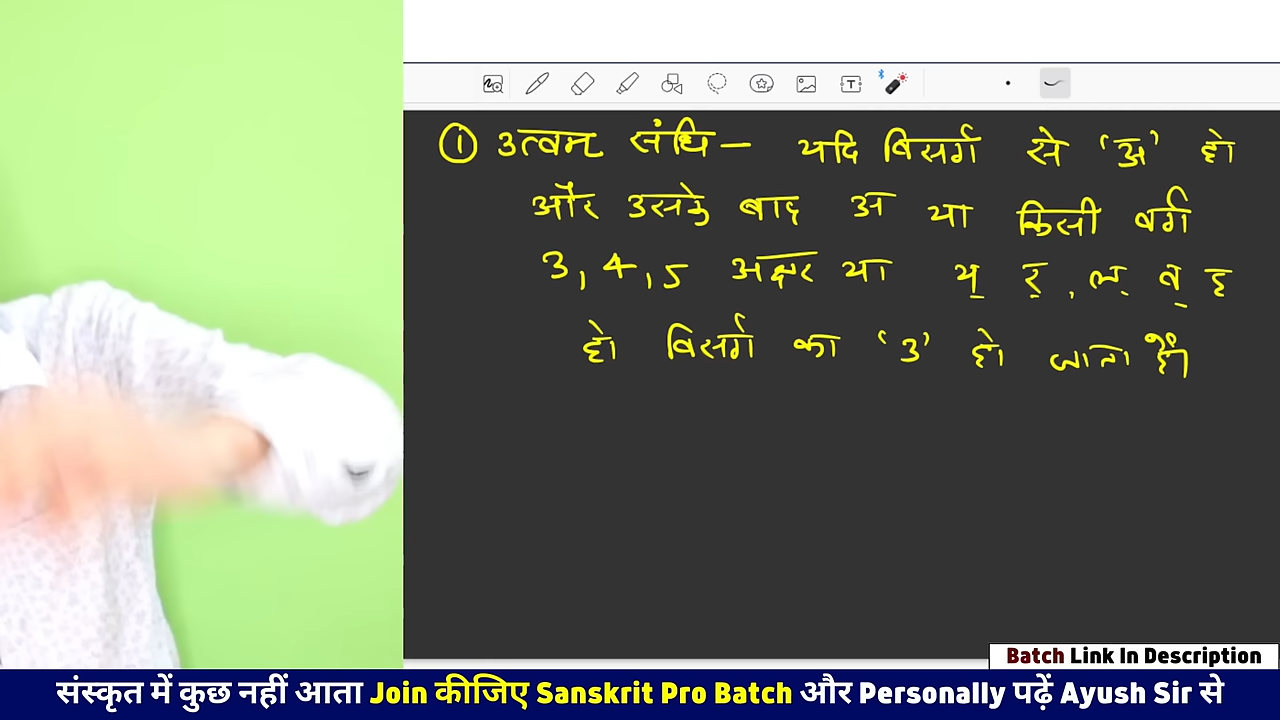 ① उत्वम संधि – यदि विसर्ग से 'अ' हो
और उसके बाद अ या किसी वर्ग
3, 4, 5 अक्षर या य् र् , ल् व् ह
हो विसर्ग का 'उ' हो जाता है।
Batch Link In Description
संस्कृत में कुछ नहीं आता Join कीजिए Sanskrit Pro Batch और Personally पढ़ें Ayush Sir से